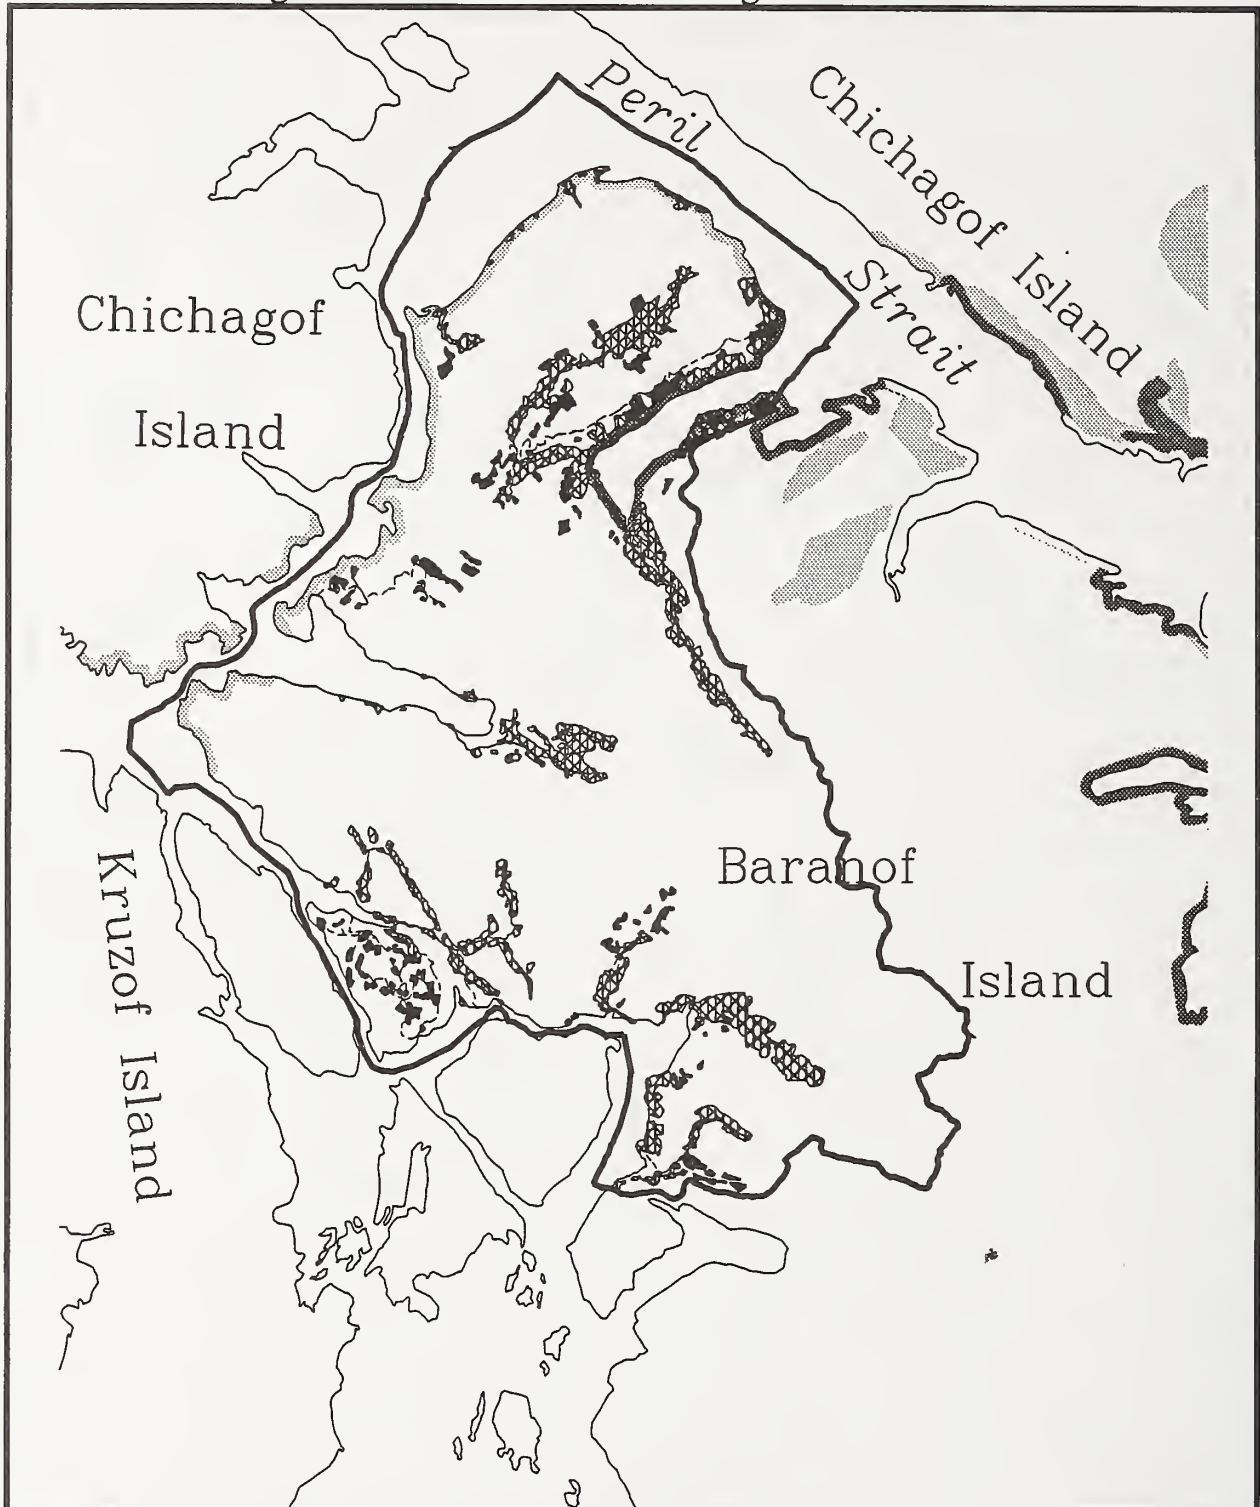 Peril
Strait
Chichagof Island
Chichagof
Island
Baranof
Island
Kruzof Island